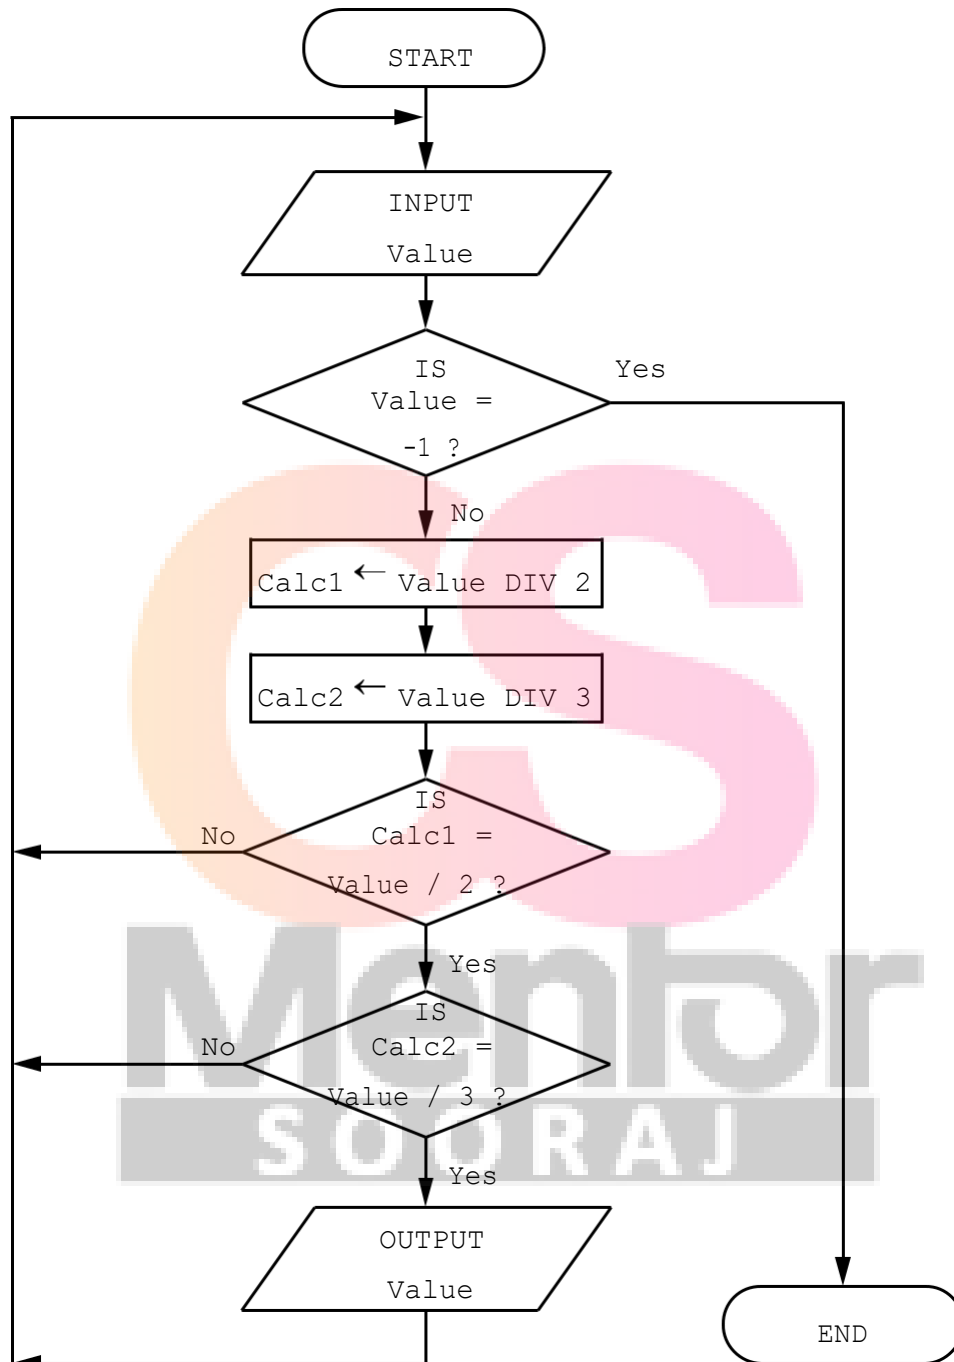 START
INPUT
Value
IS
Value =
-1 ?
Yes
No
Calc1 ← Value DIV 2
Calc2 ← Value DIV 3
IS
Calc1 =
Value / 2 ?
No
Yes
IS
Calc2 =
Value / 3 ?
No
Yes
OUTPUT
Value
END
CS
Mentor
SOORAJ